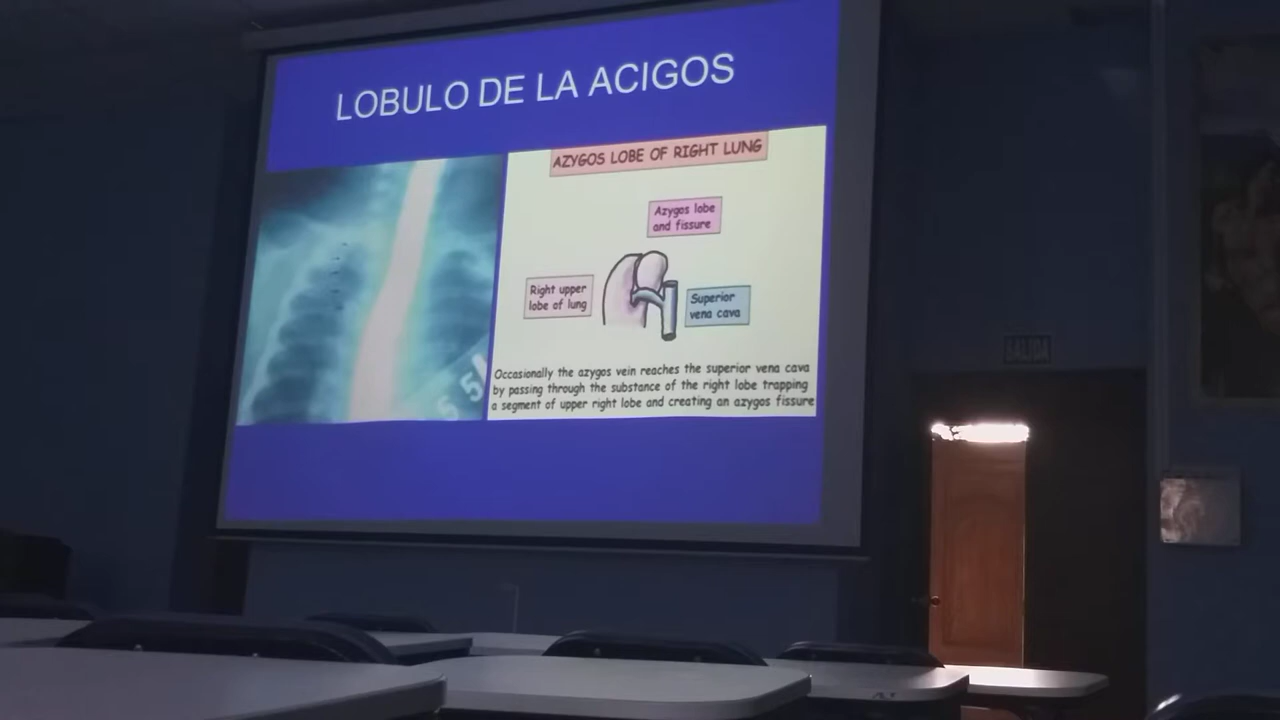 LOBULO DE LA ACIGOS
AZYGOS LOBE OF RIGHT LUNG
Azygos lobe
and fissure
Right upper
lobe of lung
Superior
vena cava
Occasionally the azygos vein reaches the superior vena cava
by passing through the substance of the right lobe trapping
a segment of upper right lobe and creating an azygos fissure
SALIDA